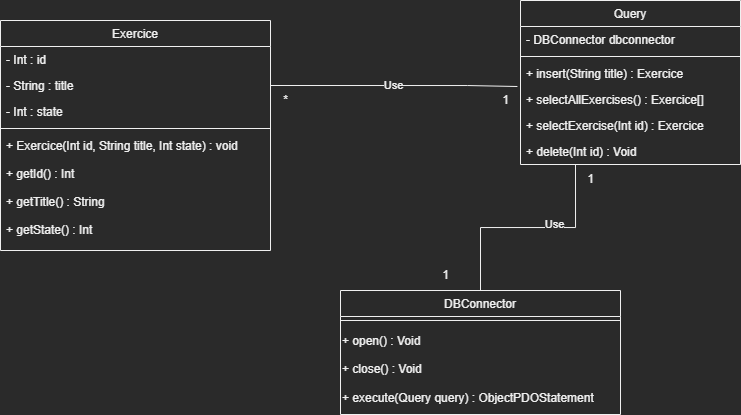 Exercice
- Int : id
- String : title
- Int : state
+ Exercice(Int id, String title, Int state) : void
+ getId() : Int
+ getTitle() : String
+ getState() : Int
Use
*
1
Query
- DBConnector dbconnector
+ insert(String title) : Exercice
+ selectAllExercises() : Exercice[]
+ selectExercise(Int id) : Exercice
+ delete(Int id) : Void
1
Use
1
DBConnector
+ open() : Void
+ close() : Void
+ execute(Query query) : ObjectPDOStatement